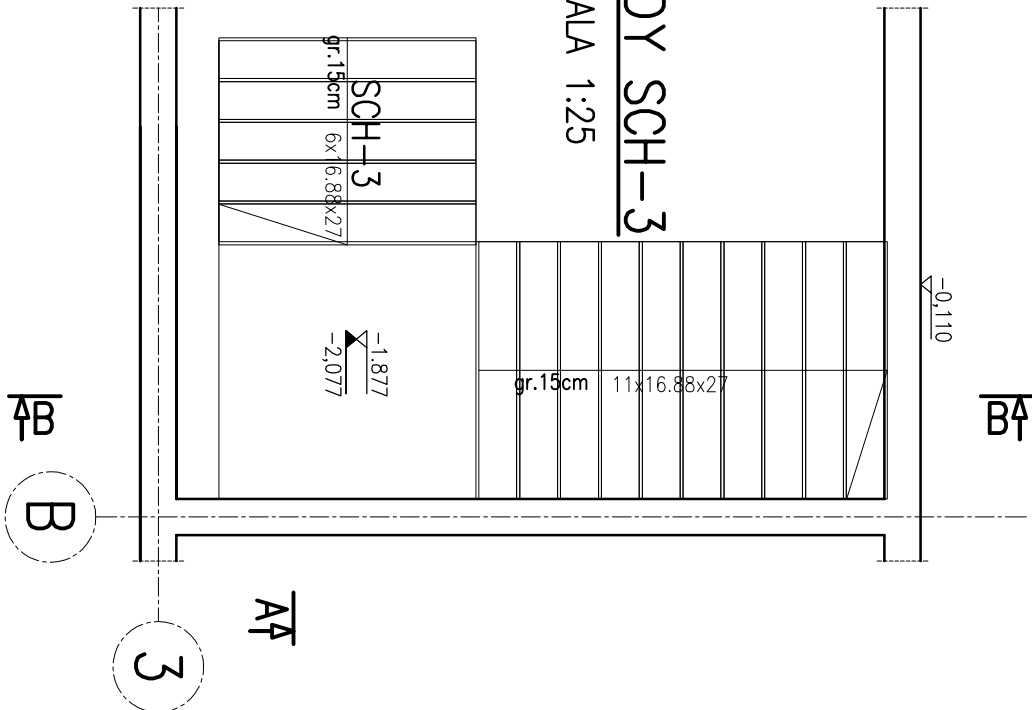 DY SCH-3
ALA 1:25
SCH-3
gr.15cm 6x16.88x27
gr.15cm 11x16.88x27
-0,110
-1.877
-2,077
B
B
B
A
3